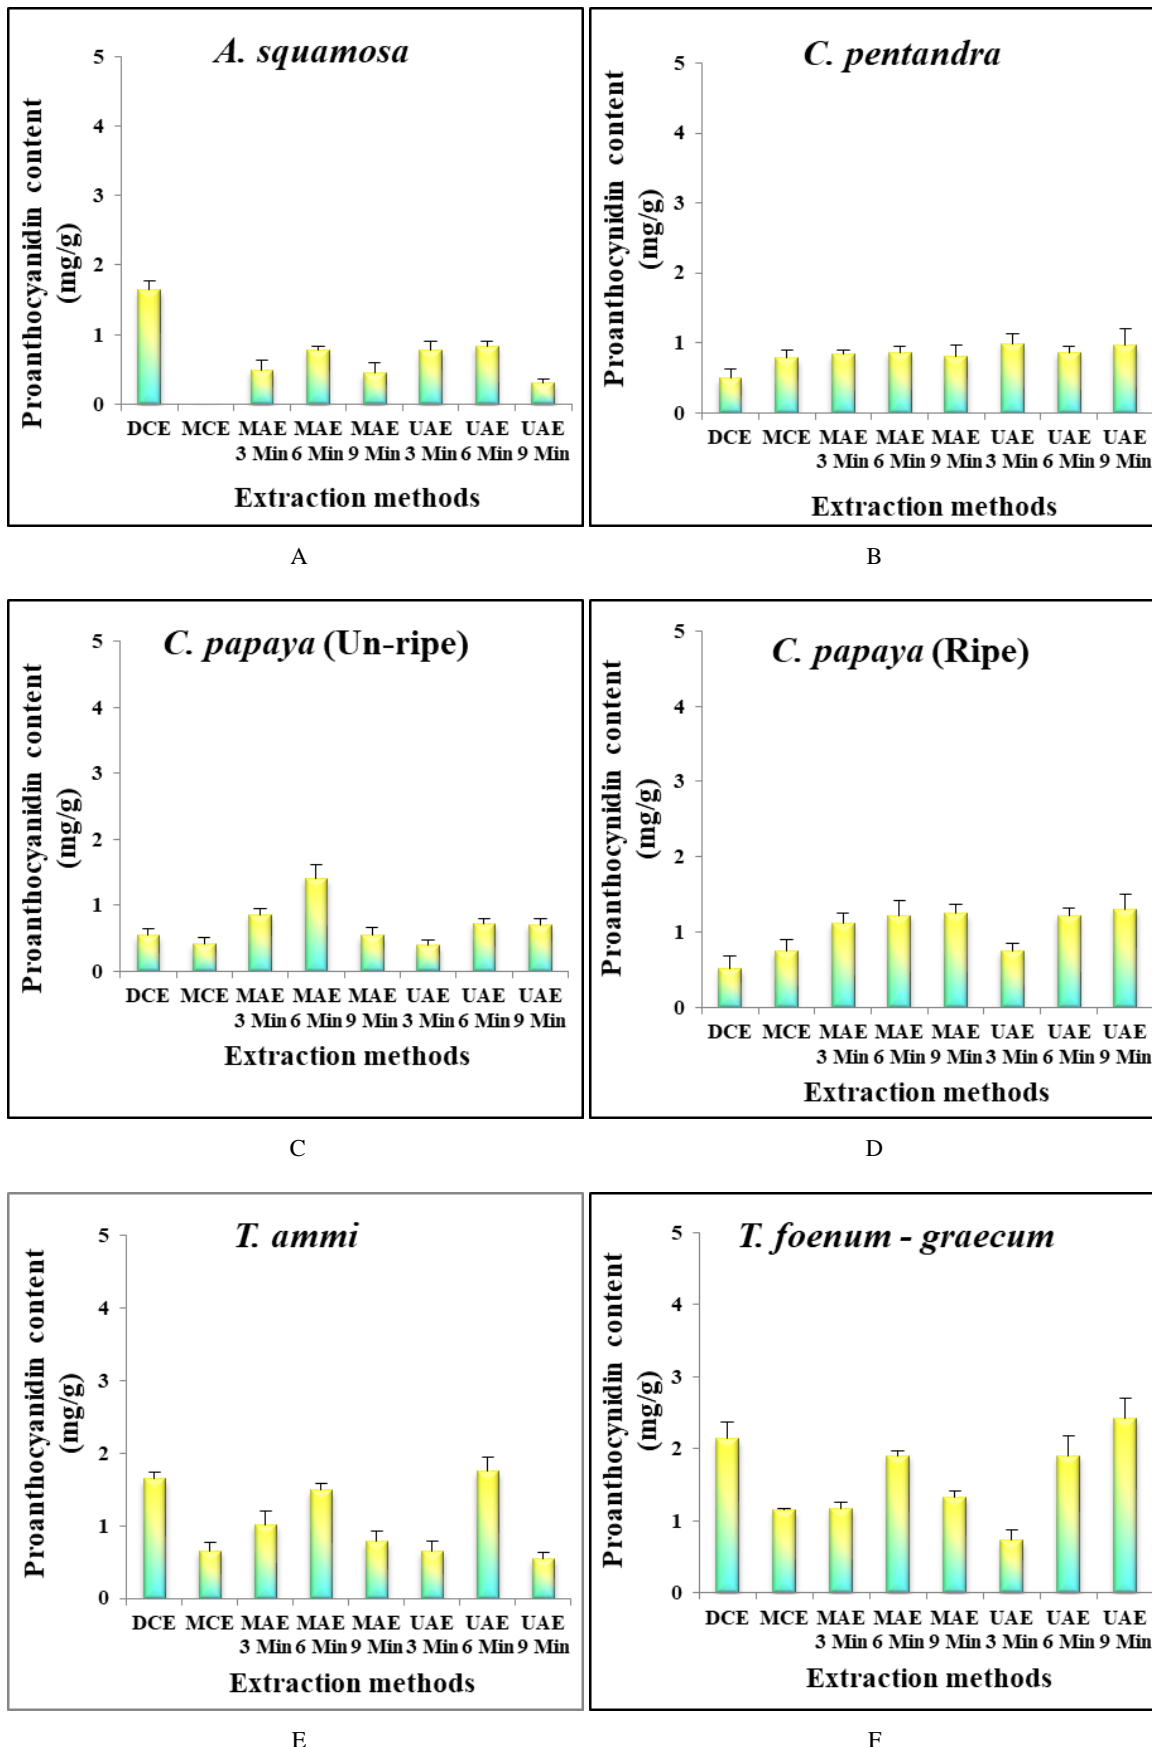 A. squamosa
5
4
3
2
1
0
Proanthocyanidin content
(mg/g)
DCE MCE MAE MAE MAE UAE UAE UAE
3 Min 6 Min 9 Min 3 Min 6 Min 9 Min
Extraction methods
A
C. pentandra
5
4
3
2
1
0
Proanthocynidin content
(mg/g)
DCE MCE MAE MAE MAE UAE UAE UAE
3 Min 6 Min 9 Min 3 Min 6 Min 9 Min
Extraction methods
B
C. papaya (Un-ripe)
5
4
3
2
1
0
Proanthocyanidin content
(mg/g)
DCE MCE MAE MAE MAE UAE UAE UAE
3 Min 6 Min 9 Min 3 Min 6 Min 9 Min
Extraction methods
C
C. papaya (Ripe)
5
4
3
2
1
0
Proanthocynidin content
(mg/g)
DCE MCE MAE MAE MAE UAE UAE UAE
3 Min 6 Min 9 Min 3 Min 6 Min 9 Min
Extraction methods
D
T. ammi
5
4
3
2
1
0
Proanthocyanidin content
(mg/g)
DCE MCE MAE MAE MAE UAE UAE UAE
3 Min 6 Min 9 Min 3 Min 6 Min 9 Min
Extraction methods
E
T. foenum - graecum
5
4
3
2
1
0
Proanthocynidin content
(mg/g)
DCE MCE MAE MAE MAE UAE UAE UAE
3 Min 6 Min 9 Min 3 Min 6 Min 9 Min
Extraction methods
F